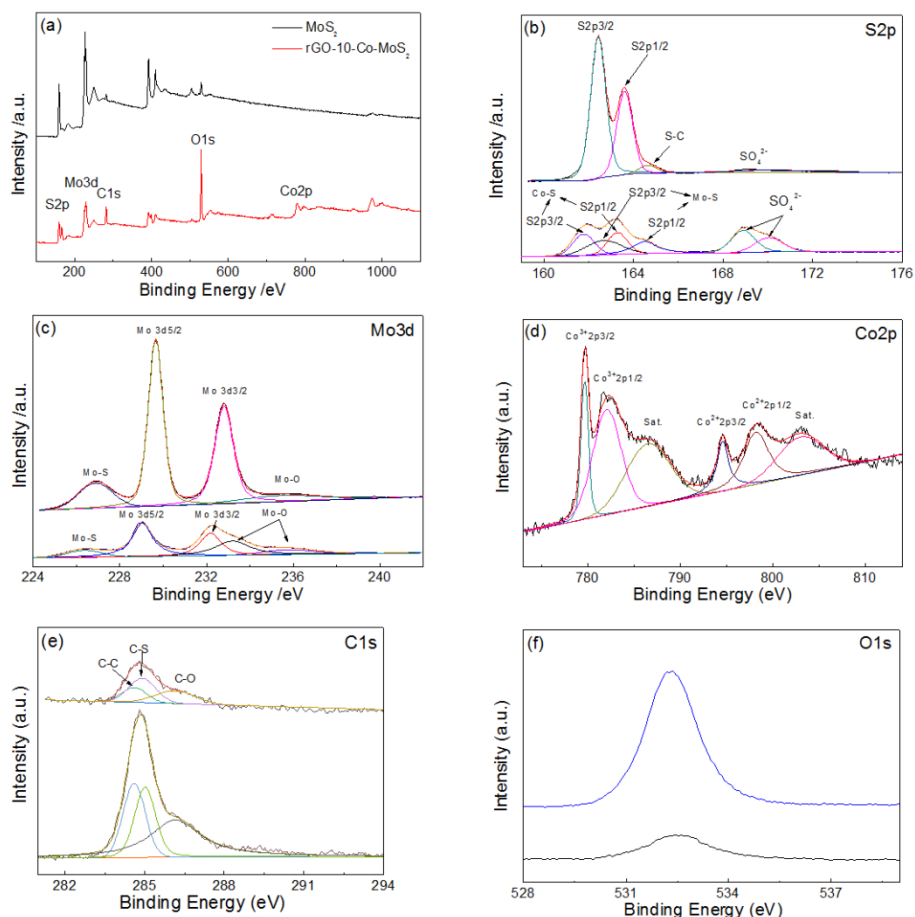 (a)
MoS₂
rGO-10-Co-MoS₂
O1s
Mo3d
C1s
S2p
Co2p
200 400 600 800 1000
Binding Energy /eV
Intensity /a.u.
(b)
S2p
S2p3/2
S2p1/2
S-C
SO₄²⁻
S2p3/2
Mo-S
Co-S
S2p1/2
S2p3/2
S2p1/2
SO₄²⁻
160 164 168 172 176
Binding Energy /eV
Intensity /a.u.
(c)
Mo3d
Mo 3d5/2
Mo 3d3/2
Mo-S
Mo-O
Mo 3d5/2
Mo 3d3/2
Mo-O
Mo-S
224 228 232 236 240
Binding Energy /eV
Intensity /a.u.
(d)
Co2p
Co³⁺2p3/2
Co³⁺2p1/2
Sat.
Co²⁺2p3/2
Co²⁺2p1/2
Sat.
780 790 800 810
Binding Energy (eV)
Intensity (a.u.)
(e)
C1s
C-S
C-C
C-O
282 285 288 291 294
Binding Energy (eV)
Intensity (a.u.)
(f)
O1s
528 531 534 537
Binding Energy (eV)
Intensity (a.u.)